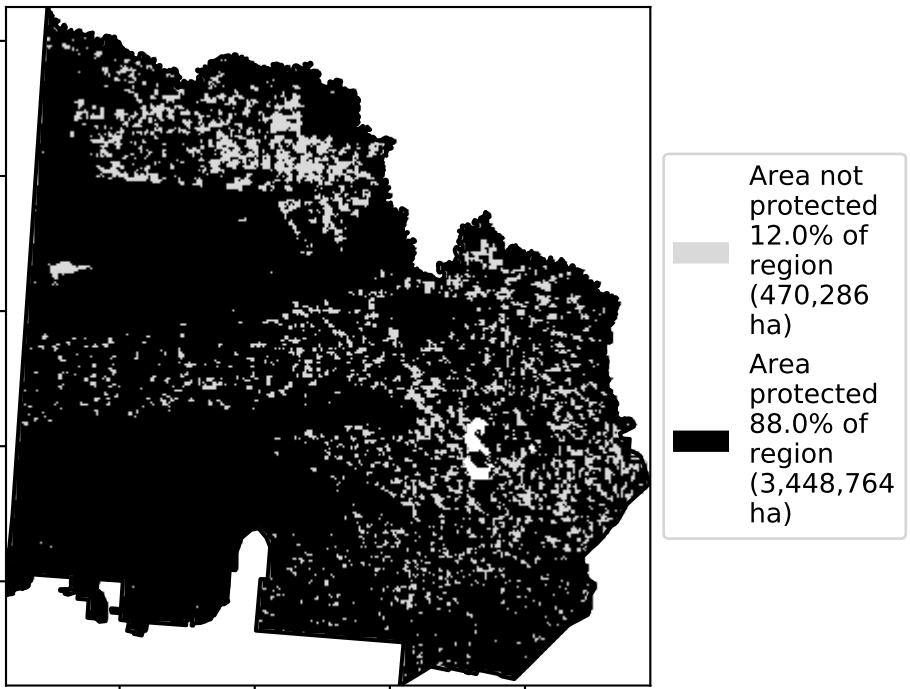 Area not
protected
12.0% of
region
(470,286
ha)
Area
protected
88.0% of
region
(3,448,764
ha)